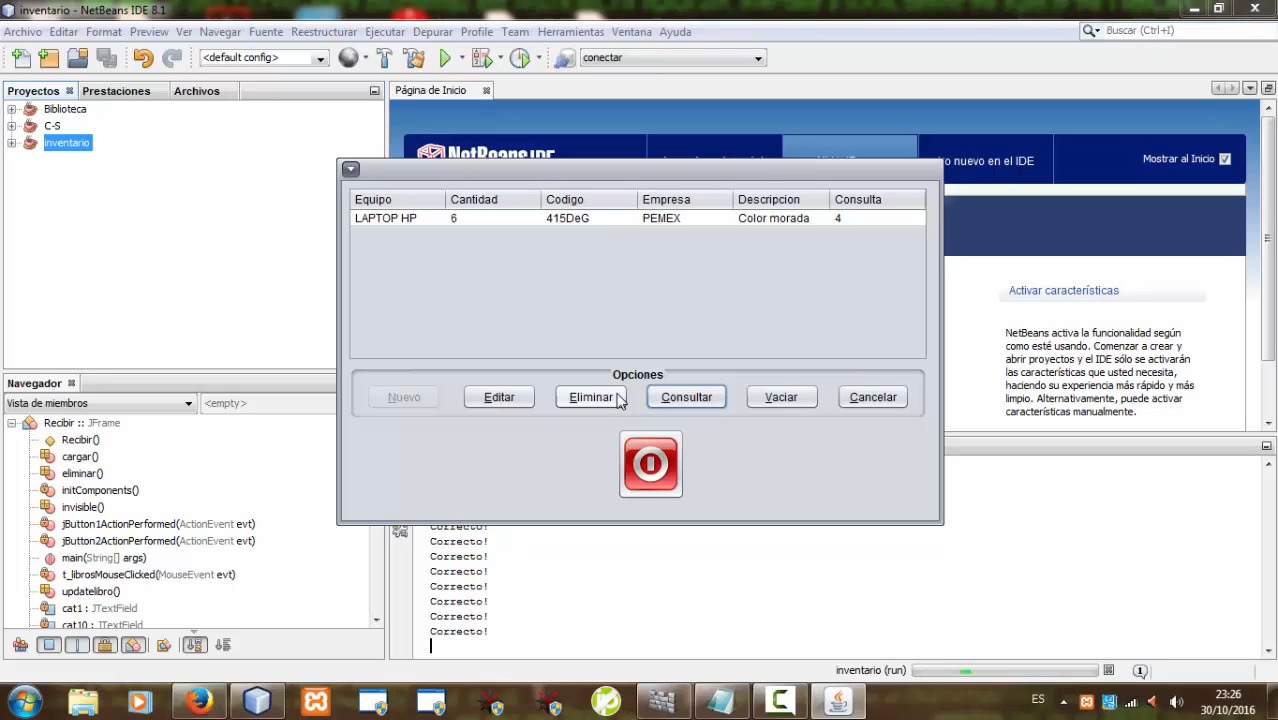 inventario - NetBeans IDE 8.1
Archivo Editar Format Preview Ver Navegar Fuente Reestructurar Ejecutar Depurar Profile Team Herramientas Ventana Ayuda
Buscar (Ctrl+I)
<default config> conectar
Proyectos Prestaciones Archivos
Página de Inicio
Biblioteca
C-S
inventario
NetBeans IDE
tro nuevo en el IDE
Mostrar al Inicio
Equipo Cantidad Codigo Empresa Descripcion Consulta
LAPTOP HP 6 415DeG PEMEX Color morada 4
Opciones
Nuevo Editar Eliminar Consultar Vaciar Cancelar
Activar características
NetBeans activa la funcionalidad según
como esté usando. Comenzar a crear y
abrir proyectos y el IDE sólo se activarán
las características que usted necesita,
haciendo su experiencia más rápido y más
limpio. Alternativamente, puede activar
características manualmente.
Navegador
Vista de miembros <empty>
Recibir :: JFrame
Recibir()
cargar()
eliminar()
initComponents()
invisible()
jButton1ActionPerformed(ActionEvent evt)
jButton2ActionPerformed(ActionEvent evt)
main(String[] args)
t_librosMouseClicked(MouseEvent evt)
updatelibro()
cat1 : JTextField
cat10 : JTextField
Correcto!
Correcto!
Correcto!
Correcto!
Correcto!
Correcto!
Correcto!
Correcto!
inventario (run)
1
ES
23:26
30/10/2016